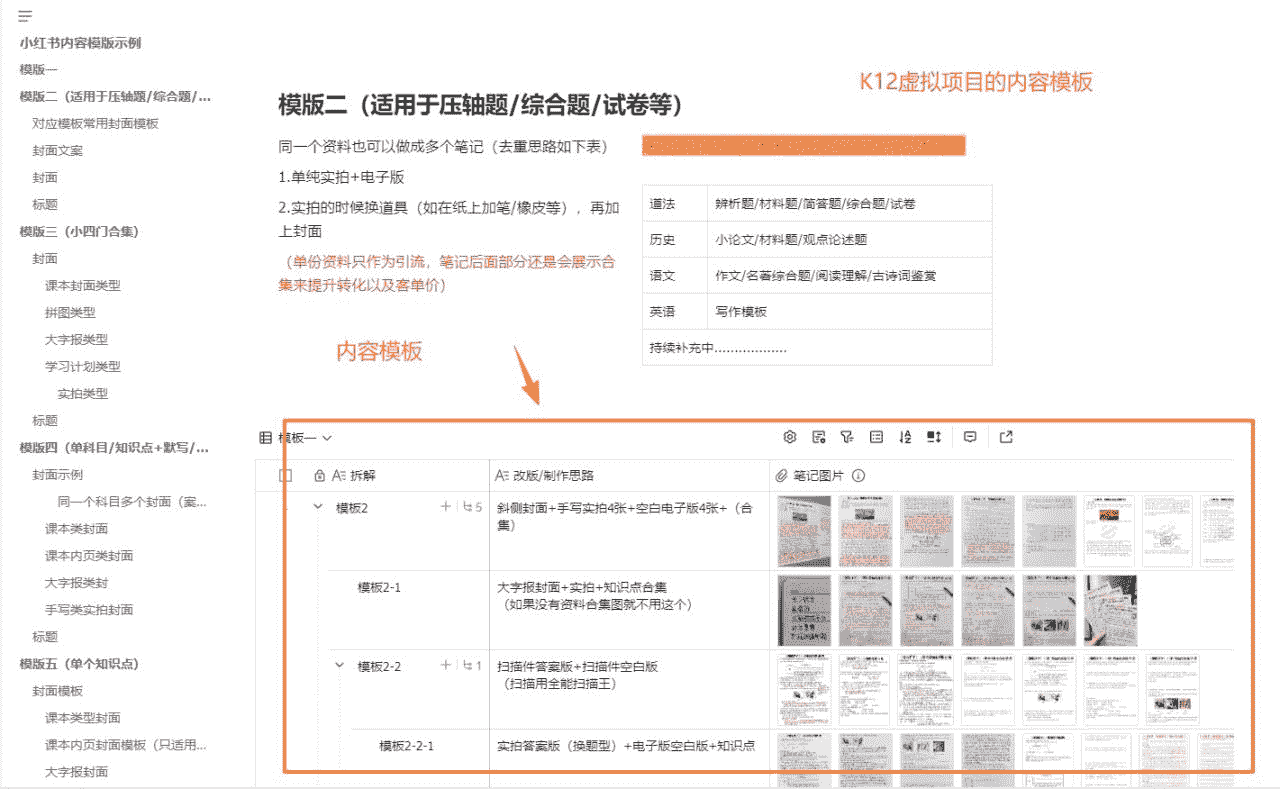 小红书内容模版示例
模版一
模版二（适用于压轴题/综合题/...
对应模板常用封面模板
封面文案
封面
标题
模版三（小四门合集）
封面
课本封面类型
拼图类型
大字报类型
学习计划类型
实拍类型
标题
模版四（单科目/知识点+默写/...
封面示例
同一个科目多个封面（案...
课本类封面
课本内页类封面
大字报类封
手写类实拍封面
标题
模版五（单个知识点）
封面模板
课本类型封面
课本内页封面模板（只适用...
大字报封面
K12虚拟项目的内容模板
模版二（适用于压轴题/综合题/试卷等）
同一个资料也可以做成多个笔记（去重思路如下表）
1.单纯实拍+电子版
2.实拍的时候换道具（如在纸上加笔/橡皮等），再加
上封面
（单份资料只作为引流，笔记后面部分还是会展示合
集来提升转化以及客单价）
道法 辨析题/材料题/简答题/综合题/试卷
历史 小论文/材料题/观点论述题
语文 作文/名著综合题/阅读理解/古诗词鉴赏
英语 写作模板
持续补充中.................
内容模板
模板一
拆解 改版/制作思路 笔记图片
模板2 5 斜侧封面+手写实拍4张+空白电子版4张+（合
集）
模板2-1 大字报封面+实拍+知识点合集
（如果没有资料合集图就不用这个）
模板2-2 1 扫描件答案版+扫描件空白版
（扫描用全能扫描王）
模板2-2-1 实拍答案版（换题型）+电子版空白版+知识点